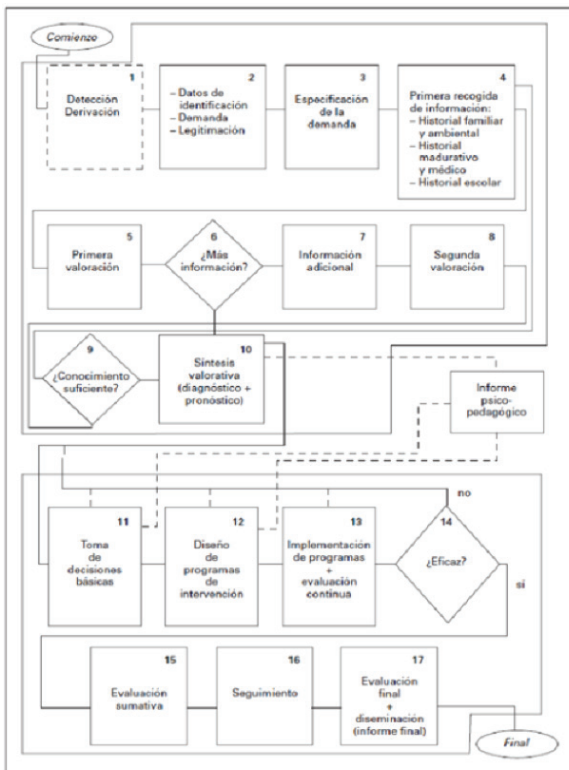 Comienzo
1
Detección
Derivación
2
– Datos de
identificación
– Demanda
– Legitimación
3
Especificación
de la
demanda
4
Primera recogida
de información:
– Historial familiar
y ambiental
– Historial
madurativo
y médico
– Historial escolar
5
Primera
valoración
6
¿Más
información?
7
Información
adicional
8
Segunda
valoración
9
¿Conocimiento
suficiente?
10
Síntesis
valorativa
(diagnóstico +
pronóstico)
Informe
psico-
pedagógico
11
Toma
de
decisiones
básicas
12
Diseño
de
programas
de
intervención
13
Implementación
de programas
+
evaluación
continua
no
14
¿Eficaz?
sí
15
Evaluación
sumativa
16
Seguimiento
17
Evaluación
final
+
diseminación
(informe final)
Final